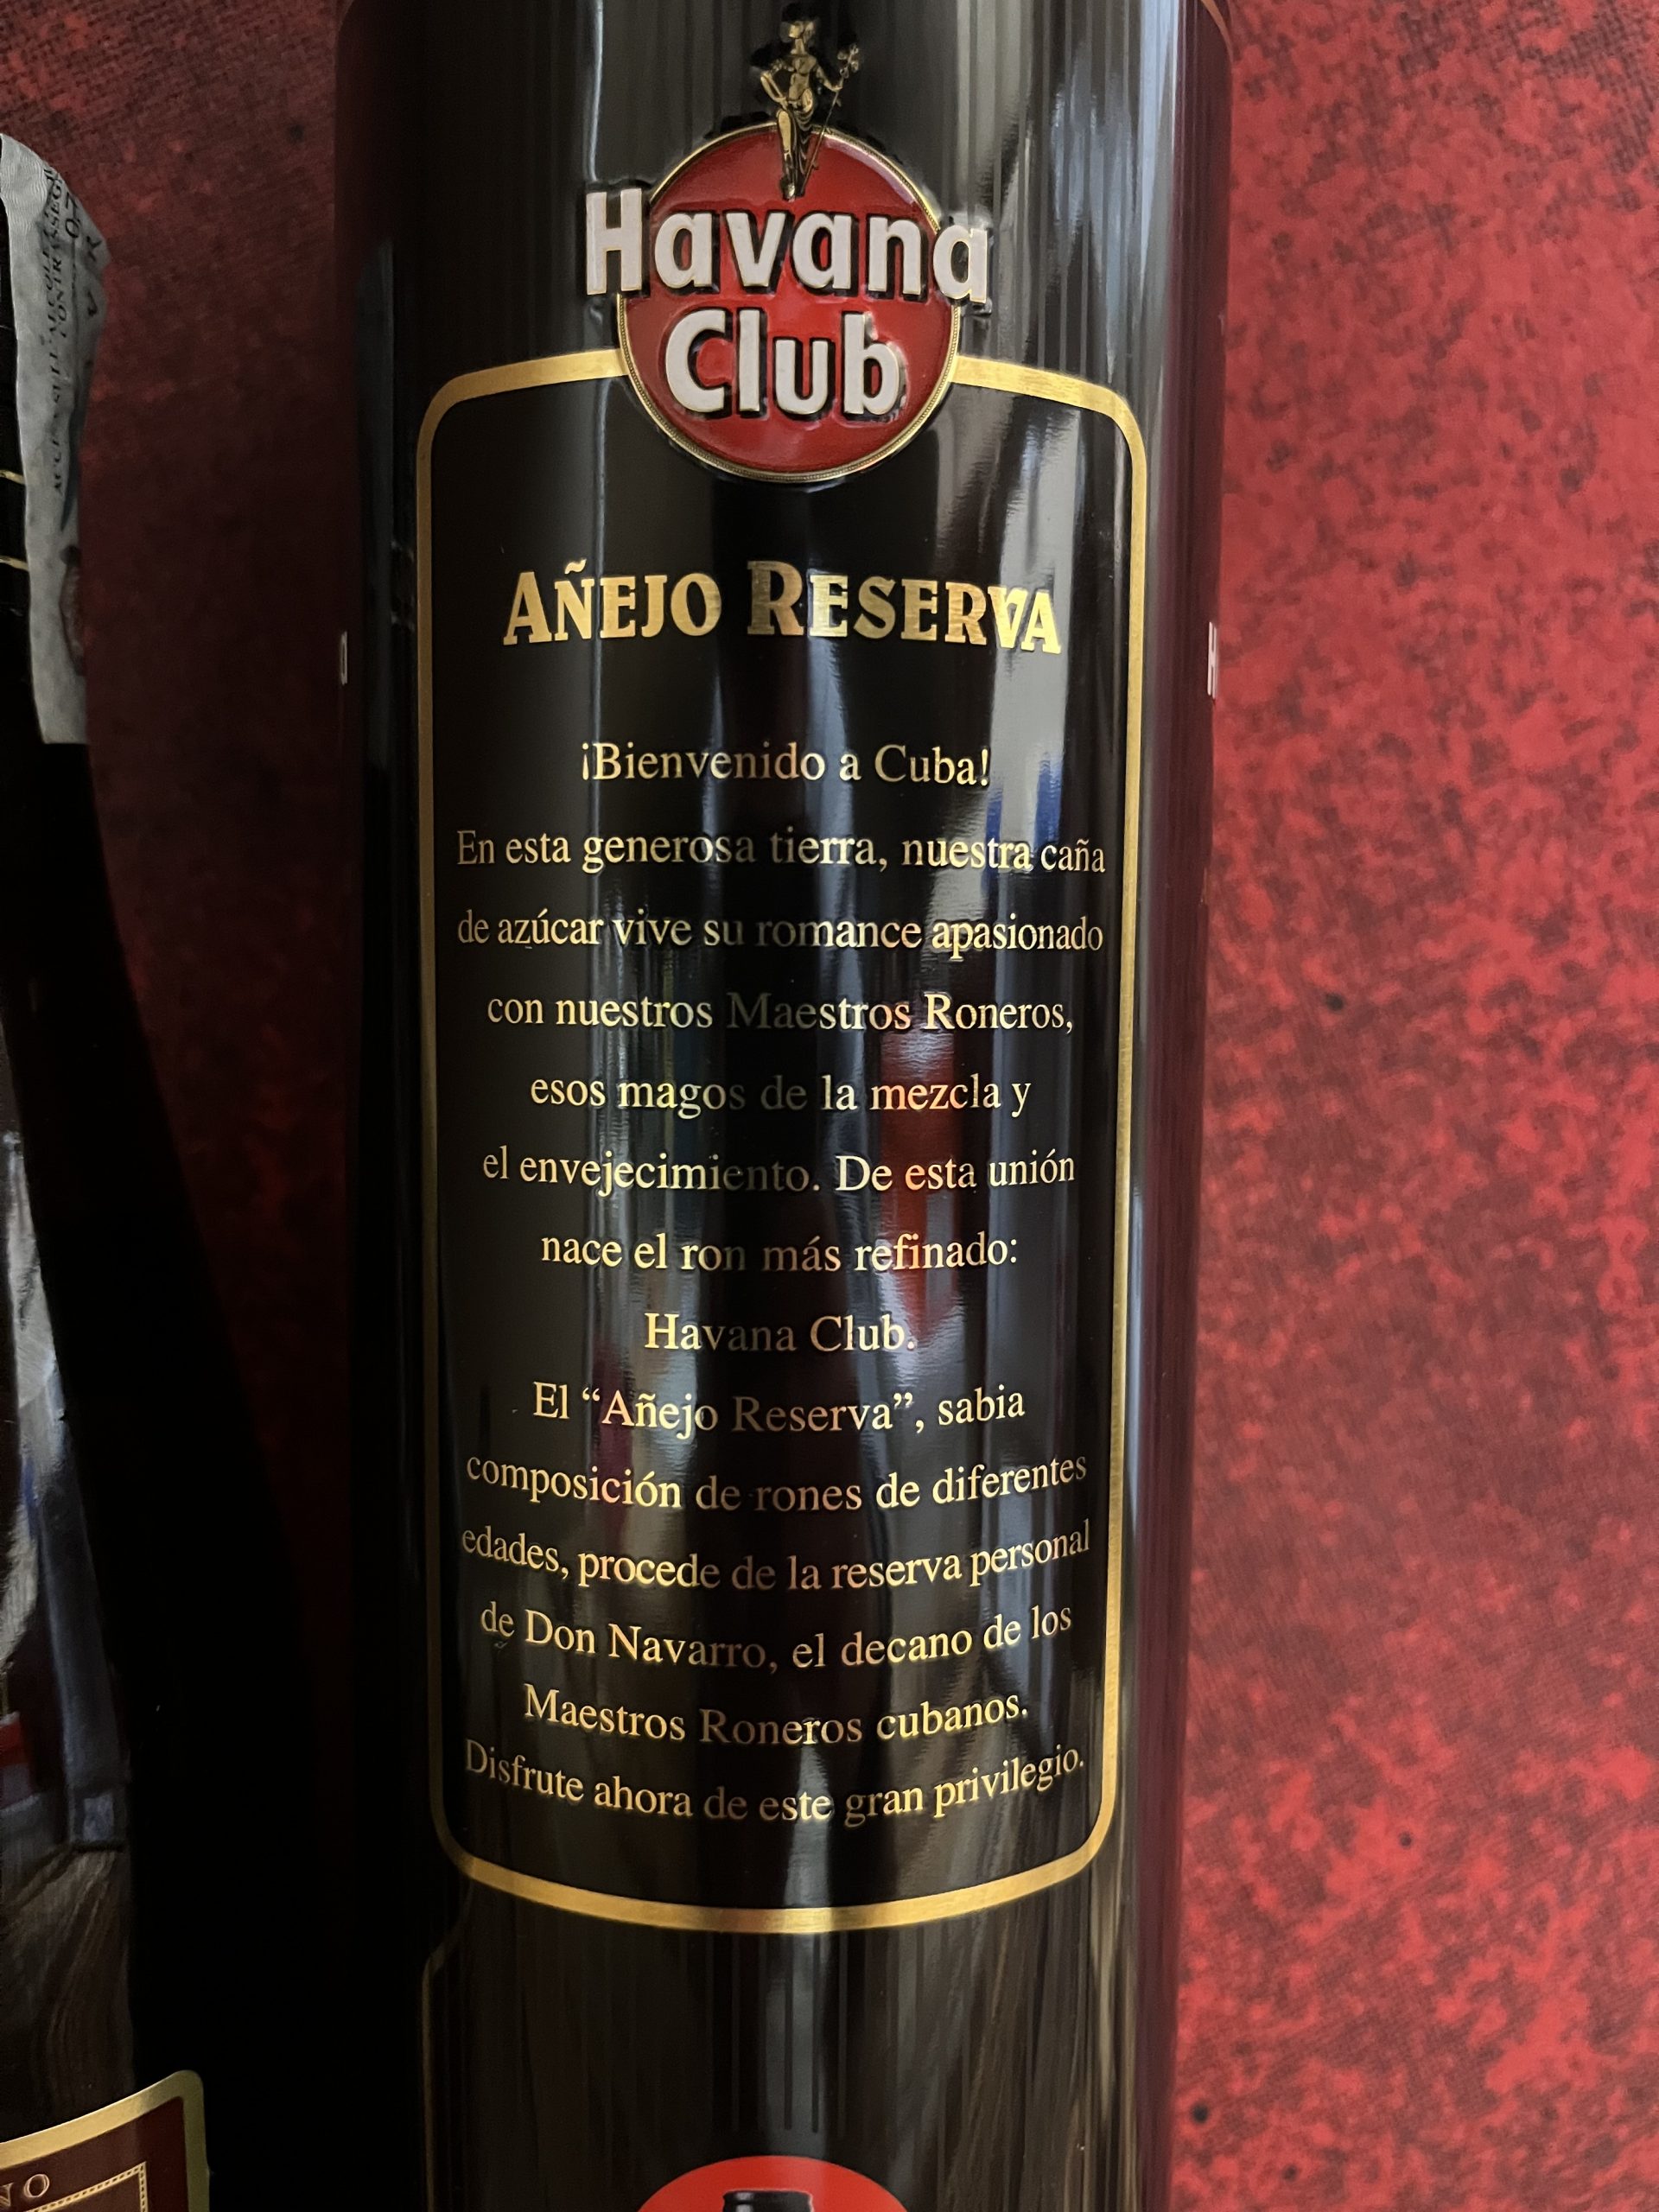 Havana
Club
AÑEJO RESERVA
¡Bienvenido a Cuba!
En esta generosa tierra, nuestra caña
de azúcar vive su romance apasionado
con nuestros Maestros Roneros,
esos magos de la mezcla y
el envejecimiento. De esta unión
nace el ron más refinado:
Havana Club.
El “Añejo Reserva”, sabia
composición de rones de diferentes
edades, procede de la reserva personal
de Don Navarro, el decano de los
Maestros Roneros cubanos.
Disfrute ahora de este gran privilegio.